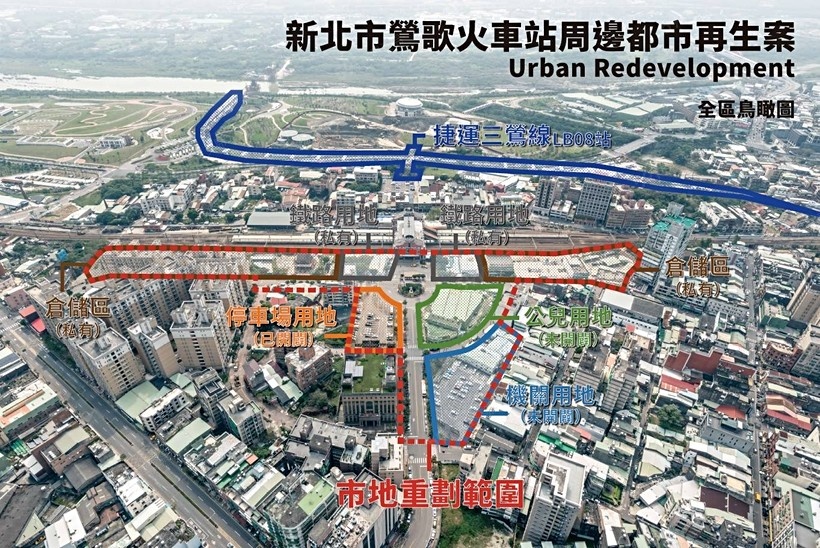 新北市鶯歌火車站周邊都市再生案
Urban Redevelopment
全區鳥瞰圖
捷運三鶯線LB08站
鐵路用地
(私有)
鐵路用地
(私有)
倉儲區
(私有)
倉儲區
(私有)
停車場用地
(已開闢)
公兒用地
(未開闢)
機關用地
(未開闢)
市地重劃範圍